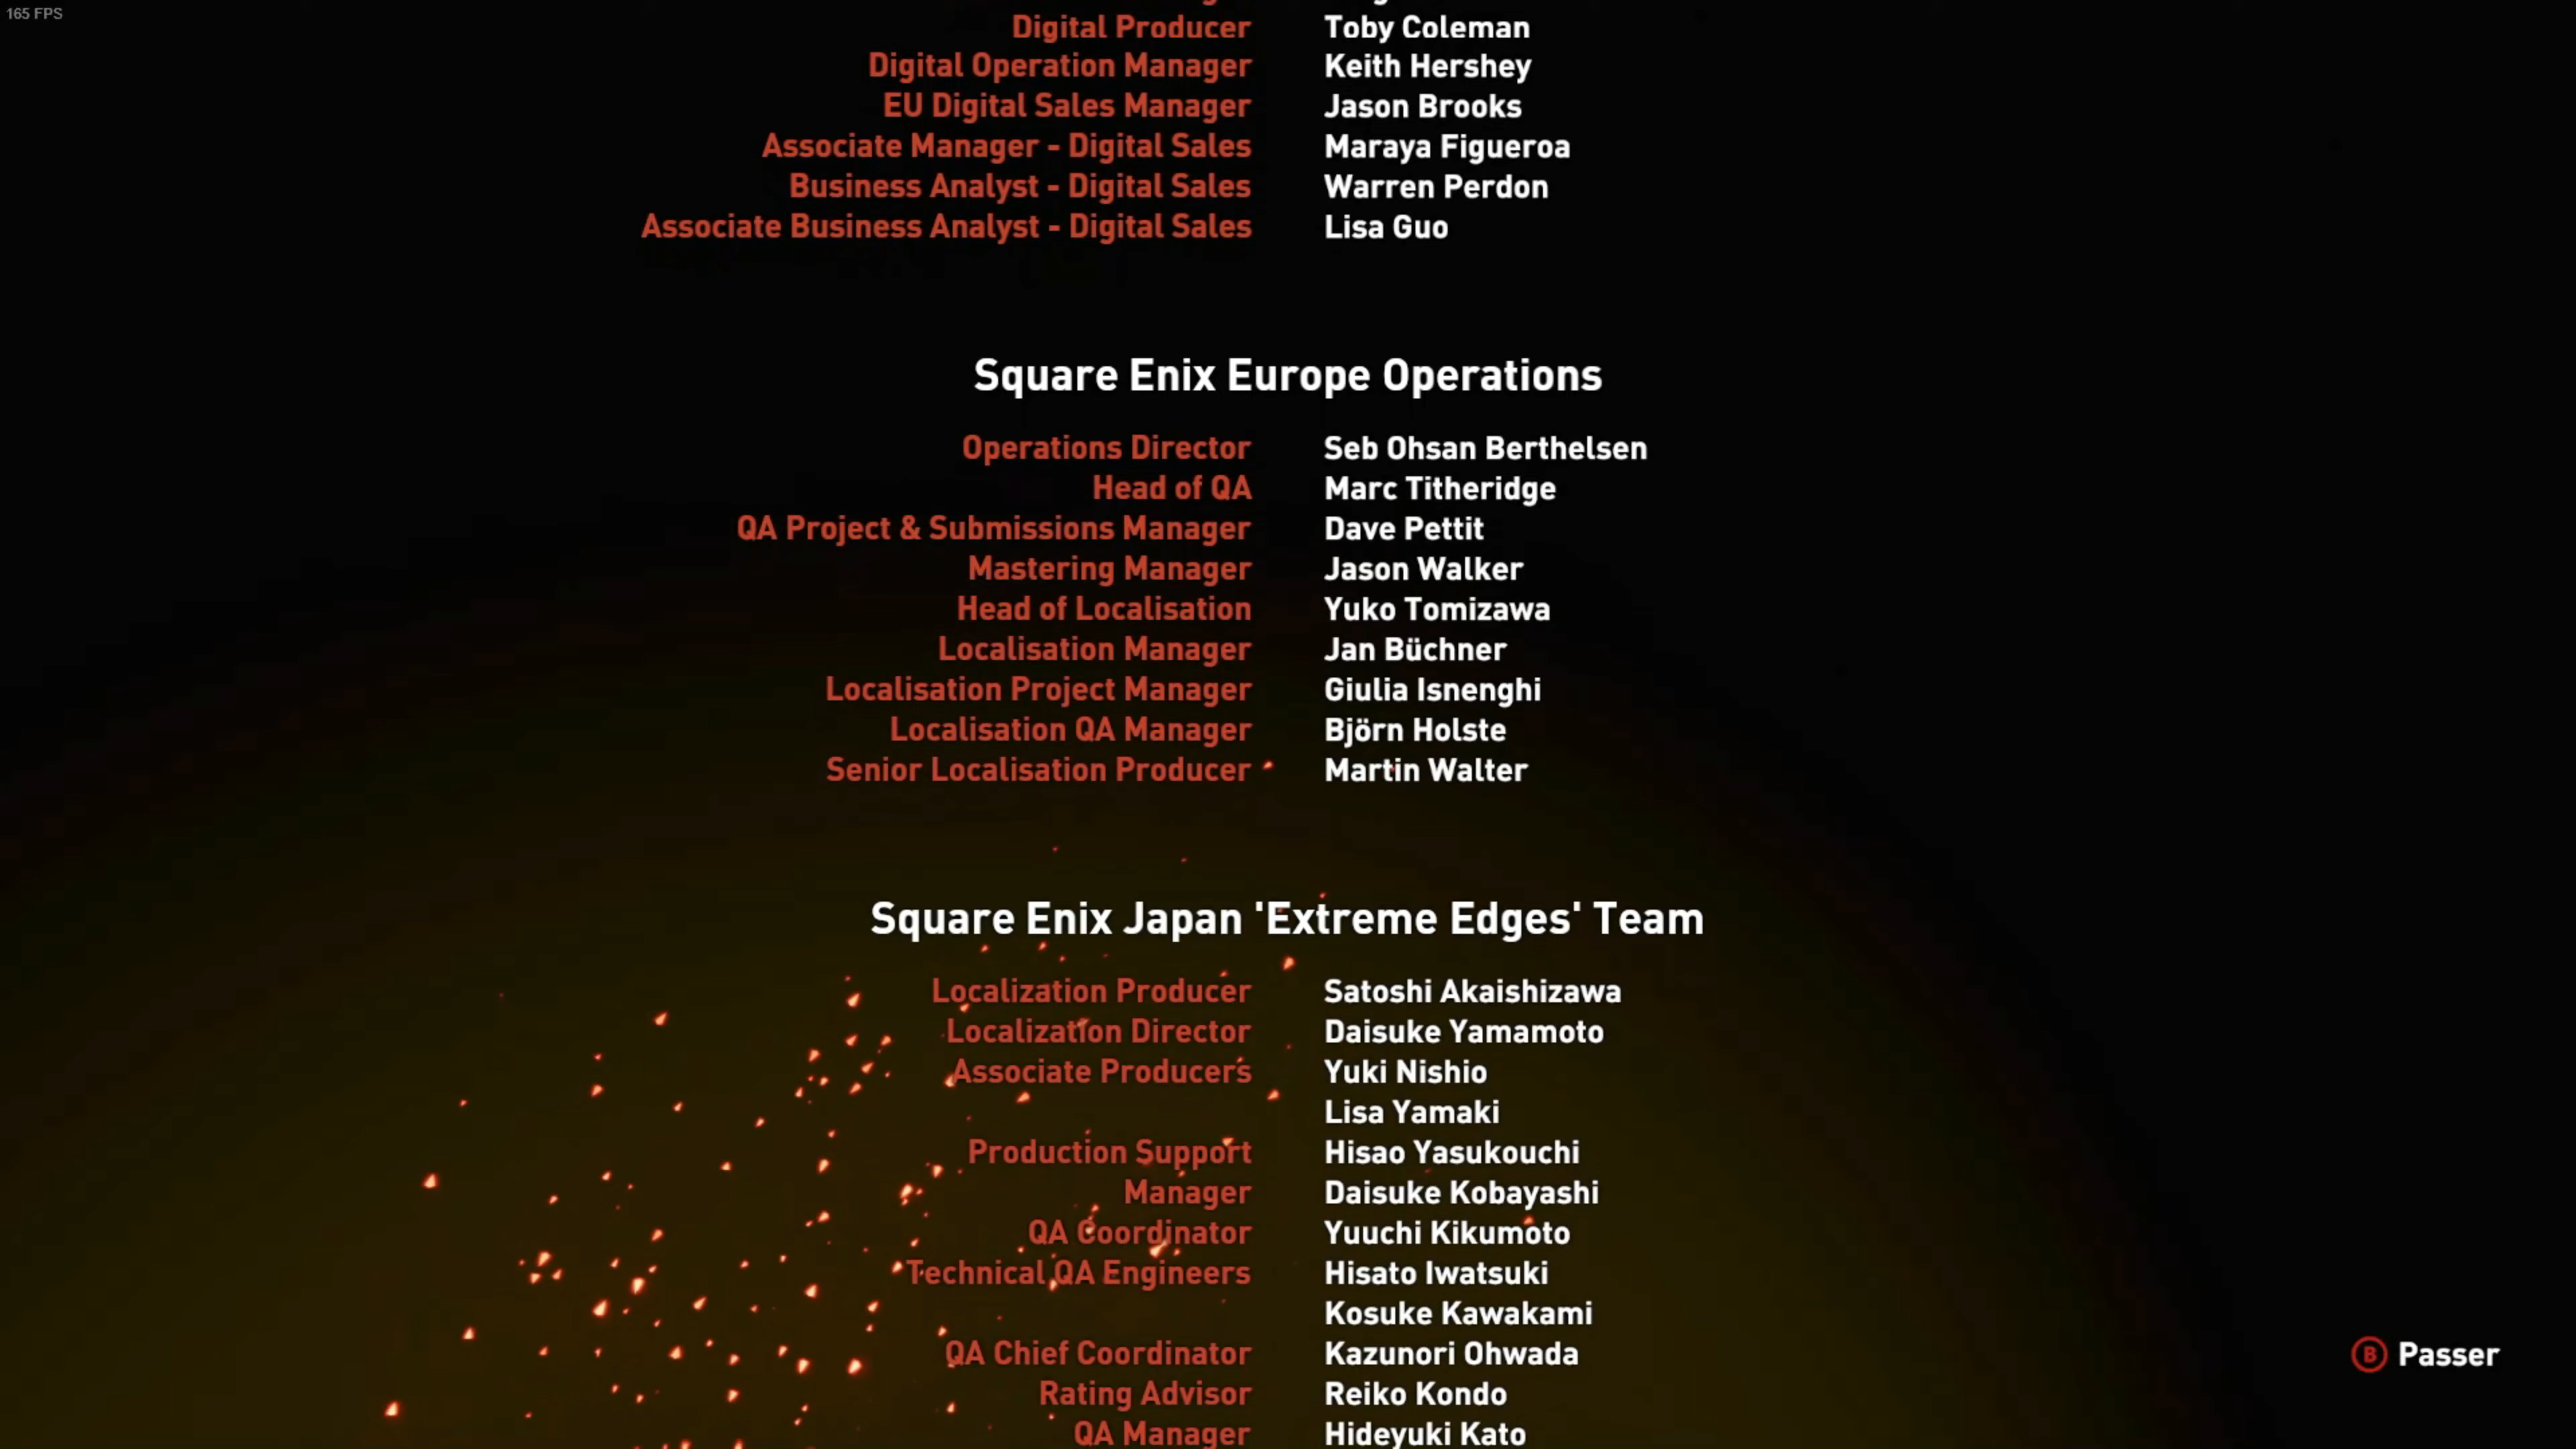 165 FPS
Digital Producer Toby Coleman
Digital Operation Manager Keith Hershey
EU Digital Sales Manager Jason Brooks
Associate Manager - Digital Sales Maraya Figueroa
Business Analyst - Digital Sales Warren Perdon
Associate Business Analyst - Digital Sales Lisa Guo
Square Enix Europe Operations
Operations Director Seb Ohsan Berthelsen
Head of QA Marc Titheridge
QA Project & Submissions Manager Dave Pettit
Mastering Manager Jason Walker
Head of Localisation Yuko Tomizawa
Localisation Manager Jan Büchner
Localisation Project Manager Giulia Isnenghi
Localisation QA Manager Björn Holste
Senior Localisation Producer Martin Walter
Square Enix Japan 'Extreme Edges' Team
Localization Producer Satoshi Akaishizawa
Localization Director Daisuke Yamamoto
Associate Producers Yuki Nishio
Lisa Yamaki
Production Support Hisao Yasukouchi
Manager Daisuke Kobayashi
QA Coordinator Yuuchi Kikumoto
Technical QA Engineers Hisato Iwatsuki
Kosuke Kawakami
QA Chief Coordinator Kazunori Ohwada
B Passer
Rating Advisor Reiko Kondo
QA Manager Hideyuki Kato